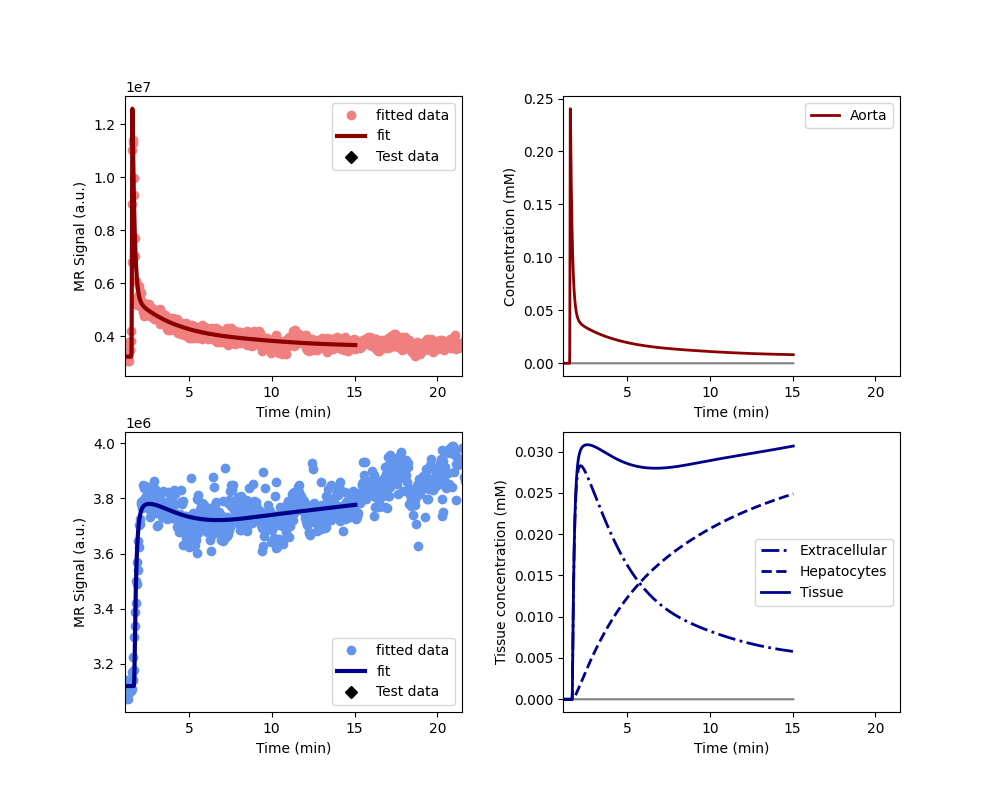 1e7
MR Signal (a.u.)
1.2
1.0
0.8
0.6
0.4
fitted data
fit
Test data
5
10
15
20
Time (min)
Concentration (mM)
0.25
0.20
0.15
0.10
0.05
0.00
Aorta
5
10
15
20
Time (min)
1e6
MR Signal (a.u.)
4.0
3.8
3.6
3.4
3.2
fitted data
fit
Test data
5
10
15
20
Time (min)
Tissue concentration (mM)
0.030
0.025
0.020
0.015
0.010
0.005
0.000
Extracellular
Hepatocytes
Tissue
5
10
15
20
Time (min)